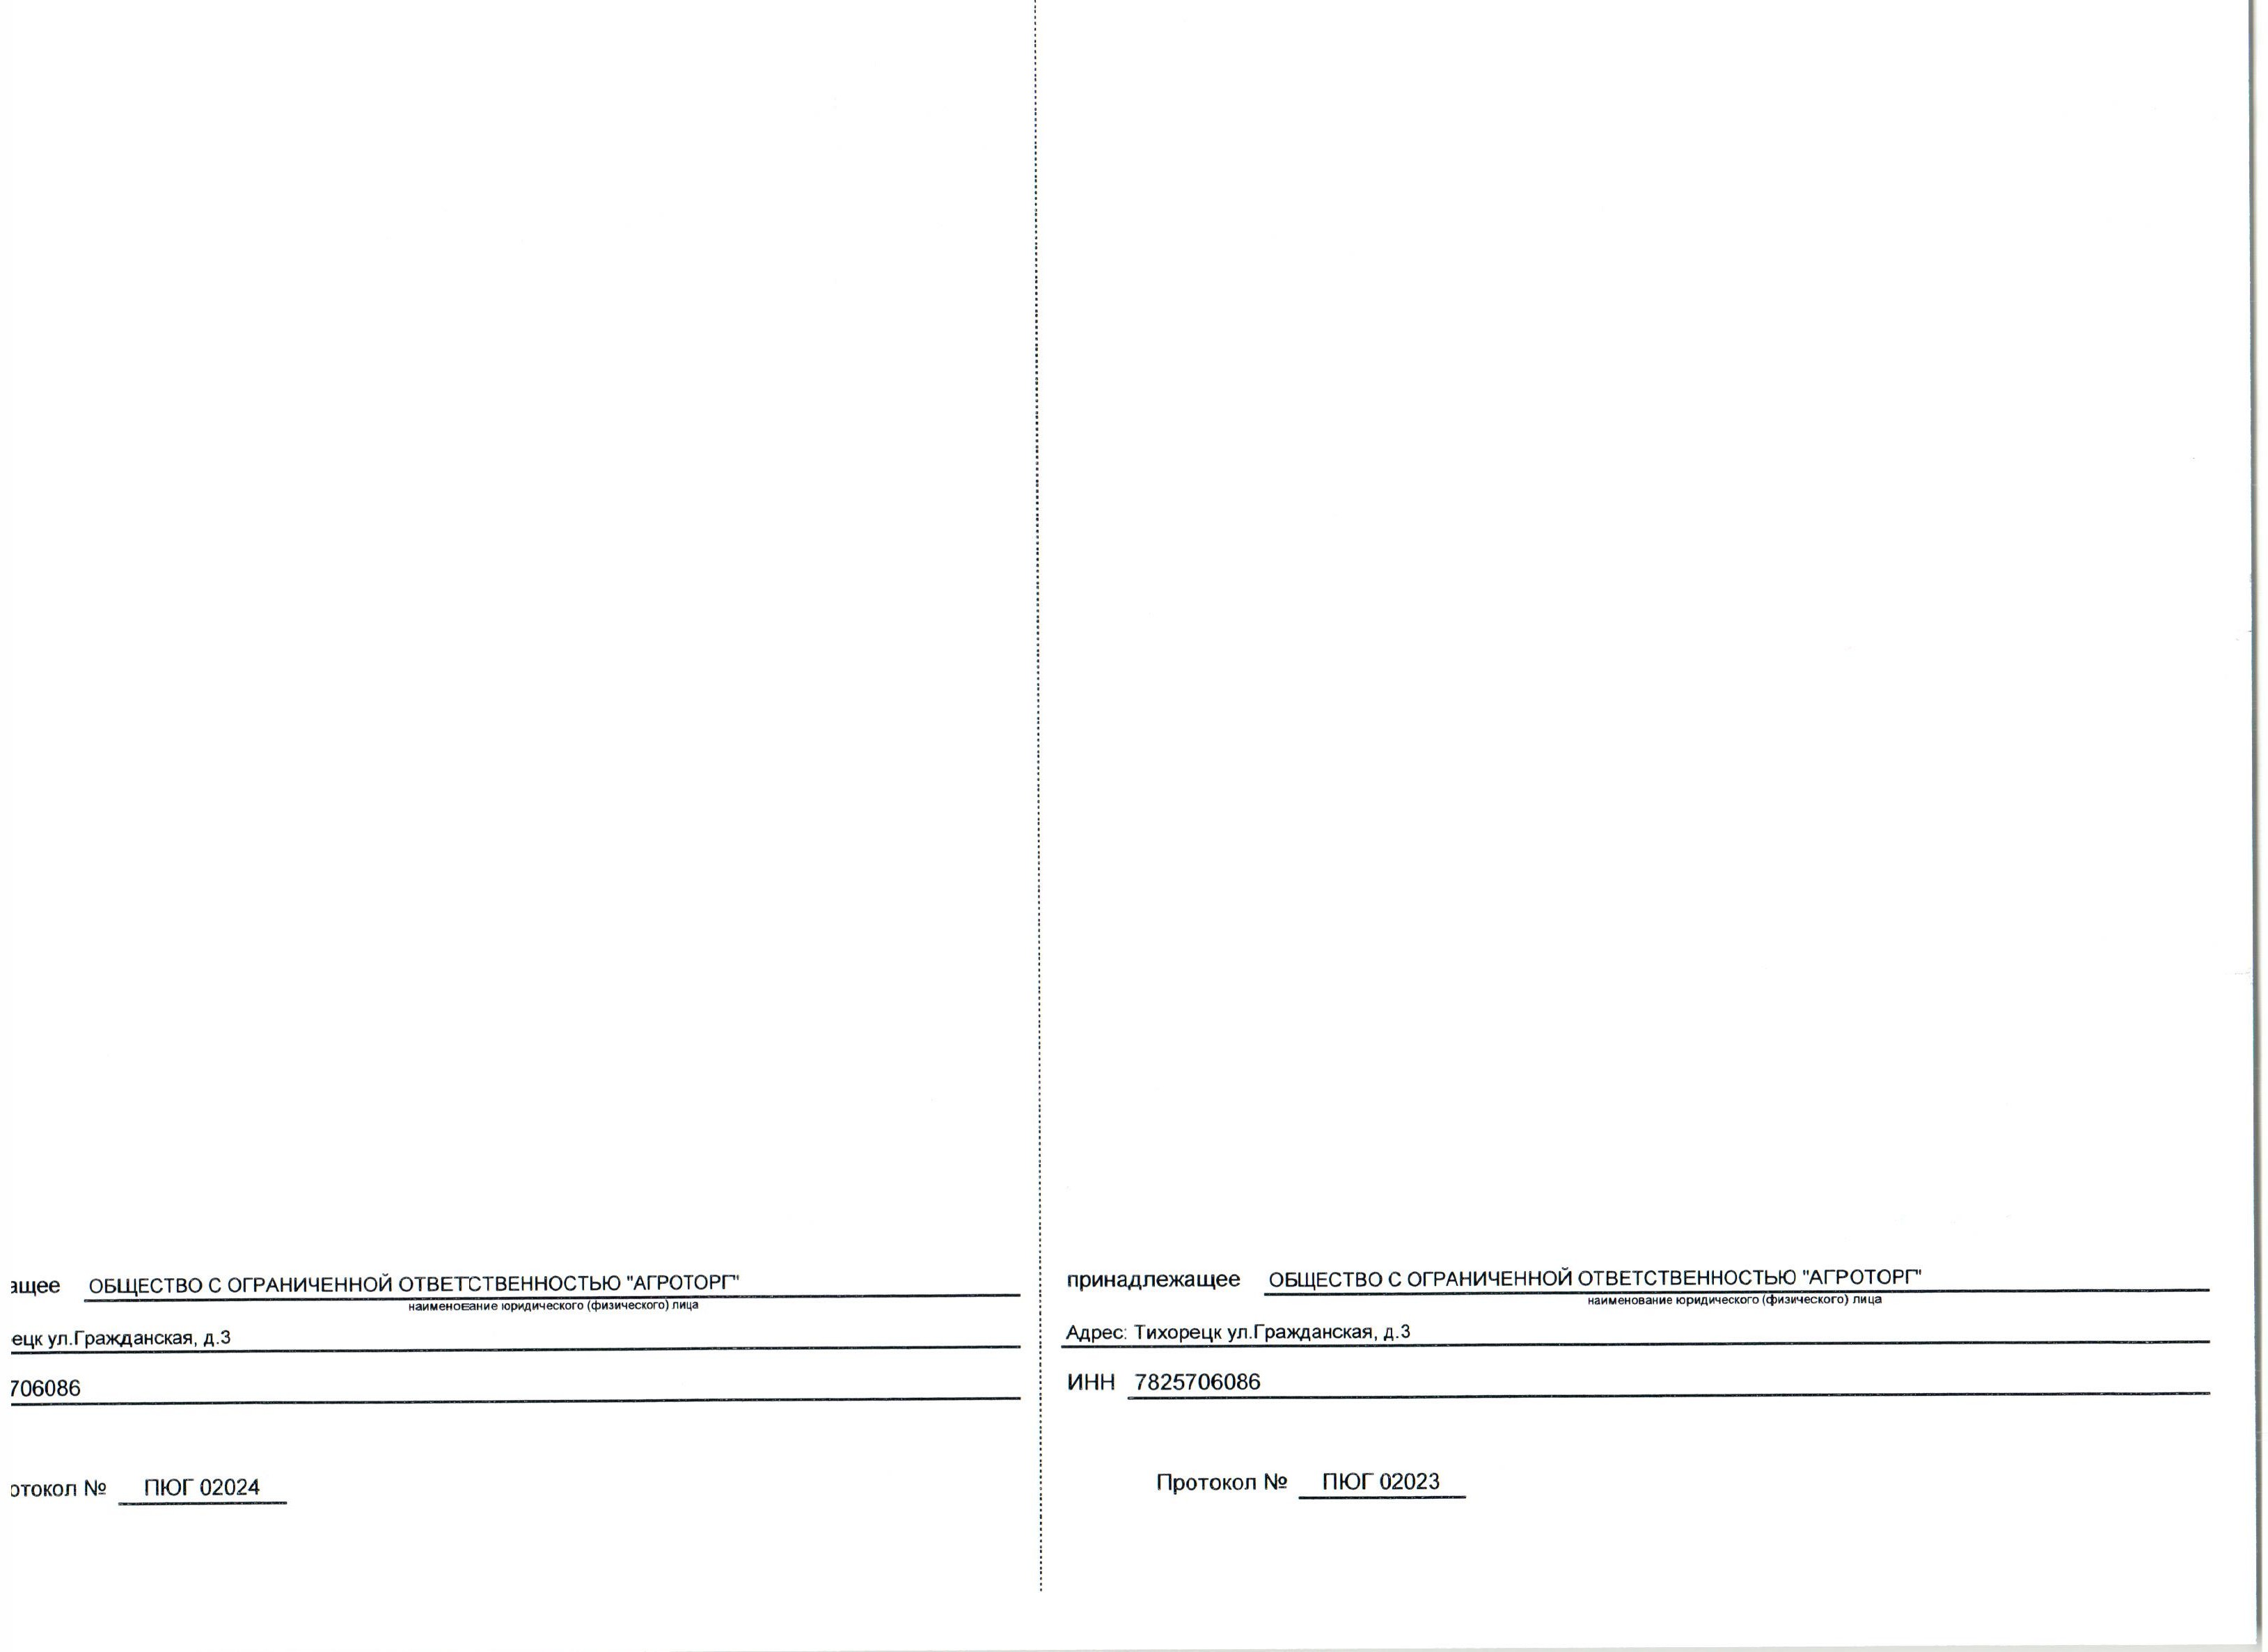 ащее ОБЩЕСТВО С ОГРАНИЧЕННОЙ ОТВЕТСТВЕННОСТЬЮ "АГРОТОРГ"
наименование юридического (физического) лица
ецк ул.Гражданская, д.3
706086
отокол № ПЮГ 02024
принадлежащее ОБЩЕСТВО С ОГРАНИЧЕННОЙ ОТВЕТСТВЕННОСТЬЮ "АГРОТОРГ"
наименование юридического (физического) лица
Адрес: Тихорецк ул.Гражданская, д.3
ИНН 7825706086
Протокол № ПЮГ 02023